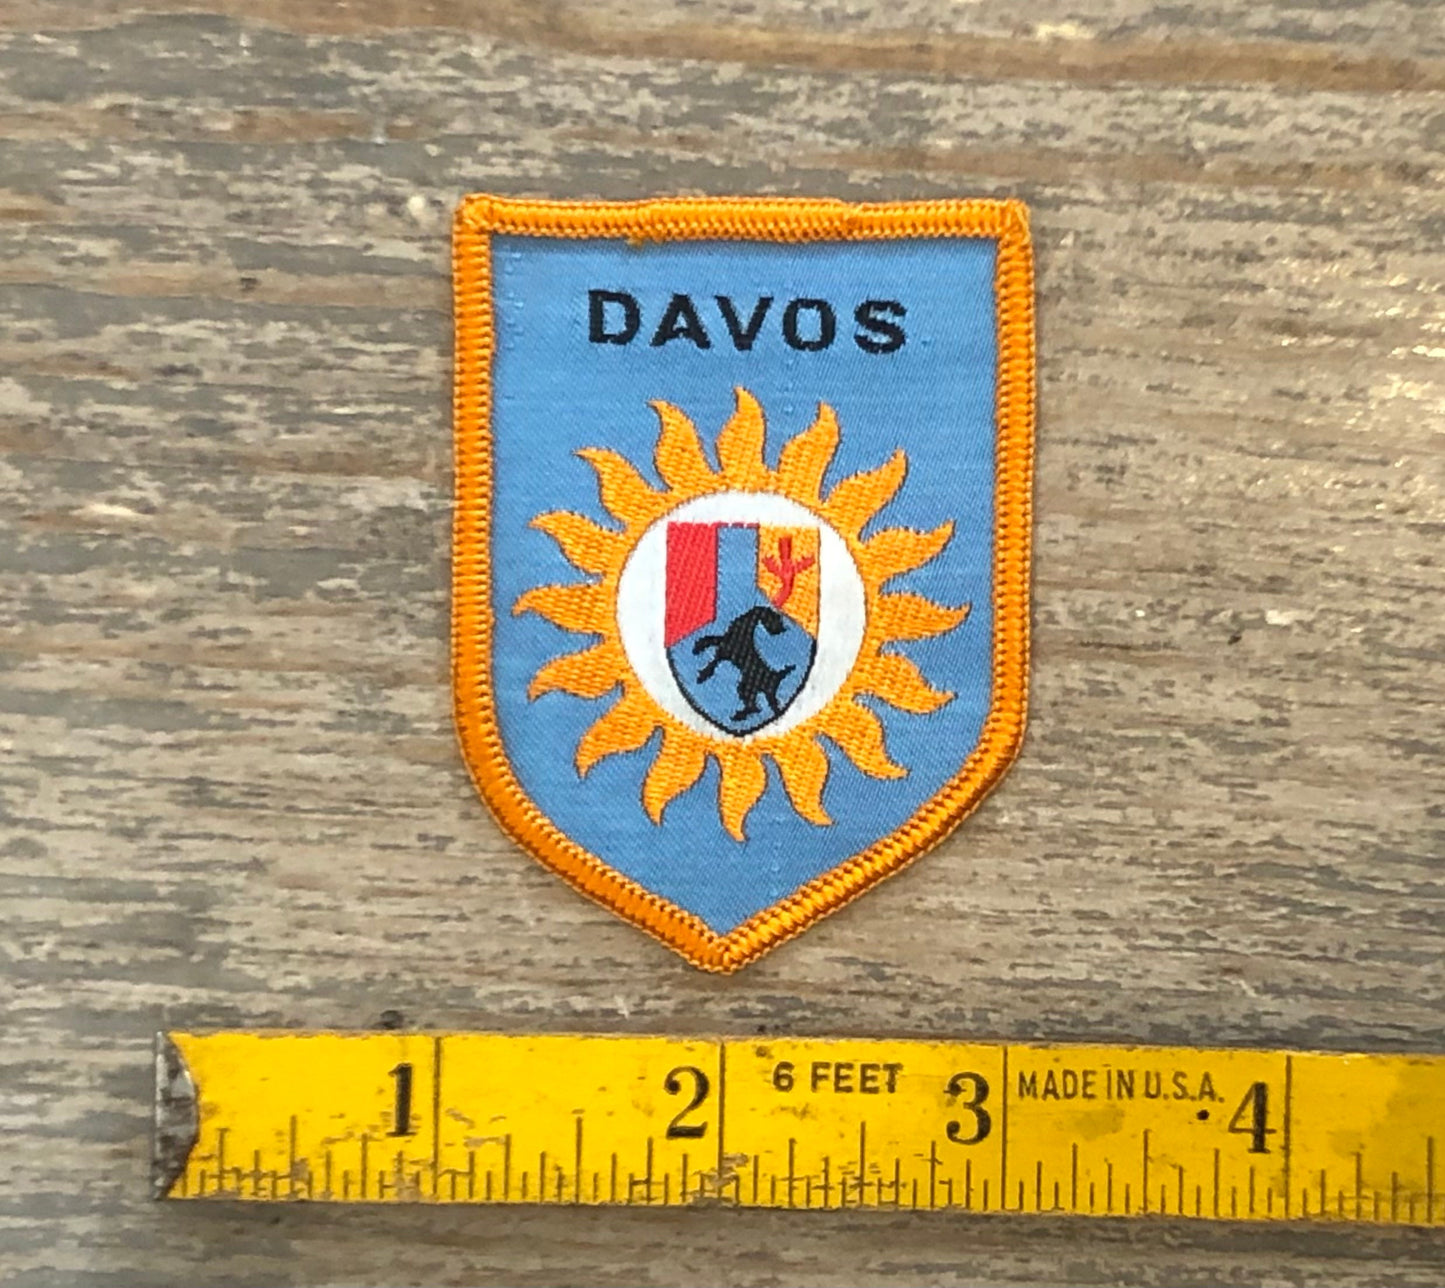 DAVOS
1 2 6 FEET 3 MADE IN U.S.A. 4